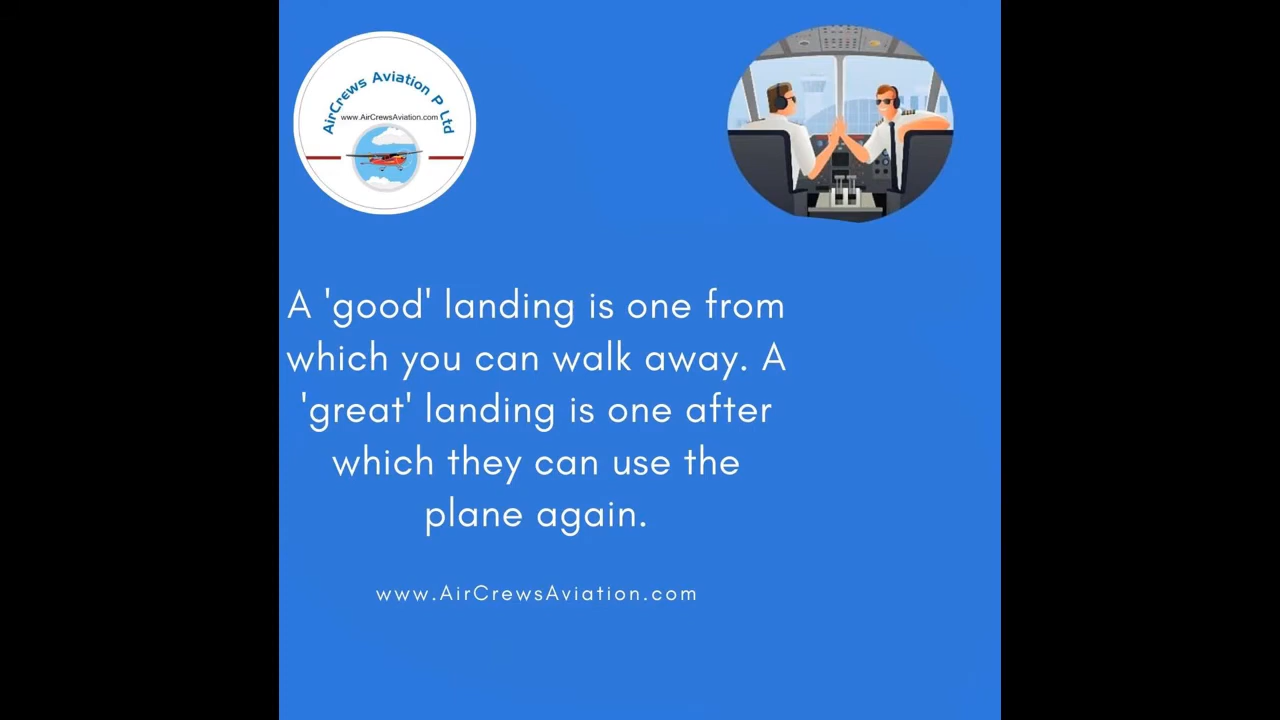 AirCrews Aviation P Ltd
www.AirCrewsAviation.com
A 'good' landing is one from
which you can walk away. A
'great' landing is one after
which they can use the
plane again.
www.AirCrewsAviation.com